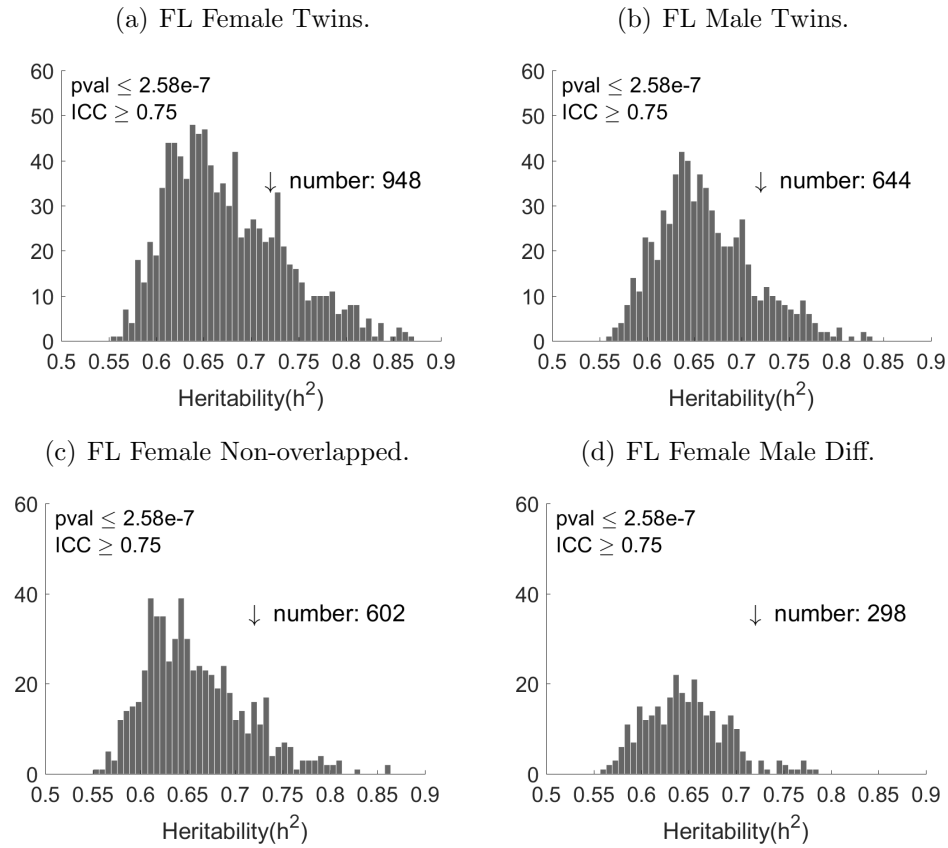 (a) FL Female Twins.
60
50
40
30
20
10
0
pval ≤ 2.58e-7
ICC ≥ 0.75
↓ number: 948
0.5 0.55 0.6 0.65 0.7 0.75 0.8 0.85 0.9
Heritability(h²)
(b) FL Male Twins.
60
50
40
30
20
10
0
pval ≤ 2.58e-7
ICC ≥ 0.75
↓ number: 644
0.5 0.55 0.6 0.65 0.7 0.75 0.8 0.85 0.9
Heritability(h²)
(c) FL Female Non-overlapped.
60
40
20
0
pval ≤ 2.58e-7
ICC ≥ 0.75
↓ number: 602
0.5 0.55 0.6 0.65 0.7 0.75 0.8 0.85 0.9
Heritability(h²)
(d) FL Female Male Diff.
60
40
20
0
pval ≤ 2.58e-7
ICC ≥ 0.75
↓ number: 298
0.5 0.55 0.6 0.65 0.7 0.75 0.8 0.85 0.9
Heritability(h²)